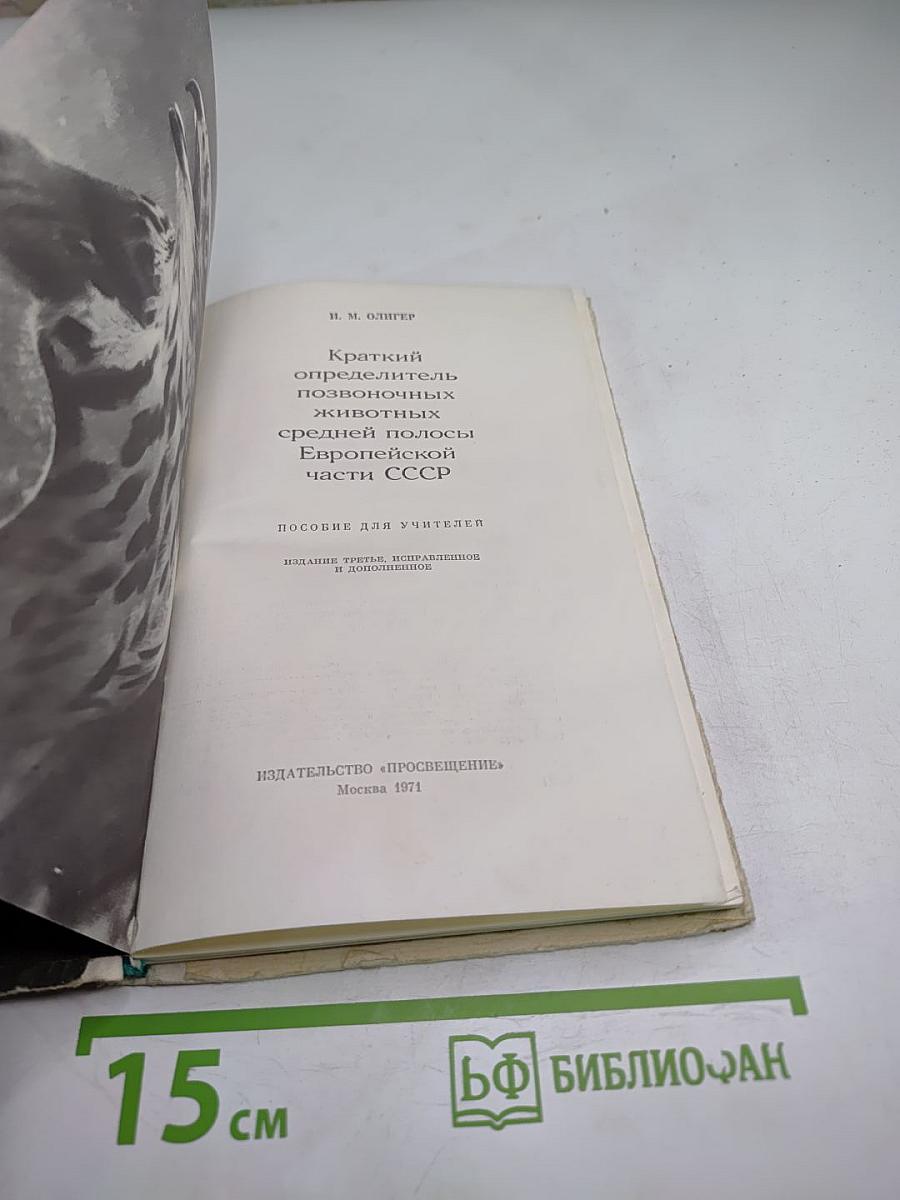 И. М. ОЛИГЕР
Краткий
определитель
позвоночных
животных
средней полосы
Европейской
части СССР
ПОСОБИЕ ДЛЯ УЧИТЕЛЕЙ
ИЗДАНИЕ ТРЕТЬЕ, ИСПРАВЛЕННОЕ
И ДОПОЛНЕННОЕ
ИЗДАТЕЛЬСТВО «ПРОСВЕЩЕНИЕ»
Москва 1971
15 см
БФ БИБЛИОФАН